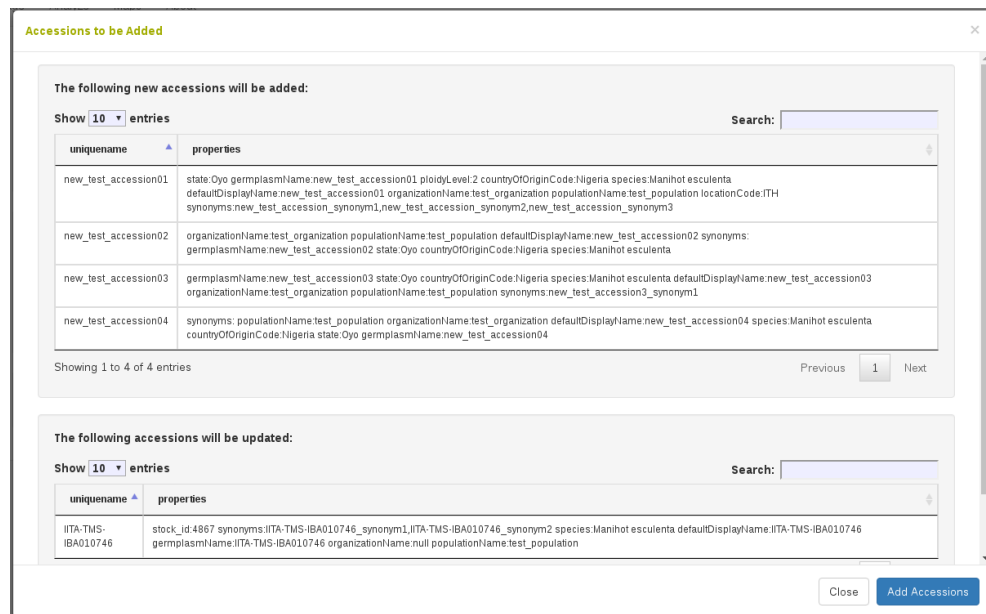 Accessions to be Added
×
The following new accessions will be added:
Show 10 entries
Search:
uniquename properties
new_test_accession01 state:Oyo germplasmName:new_test_accession01 ploidyLevel:2 countryOfOriginCode:Nigeria species:Manihot esculenta
defaultDisplayName:new_test_accession01 organizationName:test_organization populationName:test_population locationCode:ITH
synonyms:new_test_accession_synonym1,new_test_accession_synonym2,new_test_accession_synonym3
new_test_accession02 organizationName:test_organization populationName:test_population defaultDisplayName:new_test_accession02 synonyms:
germplasmName:new_test_accession02 state:Oyo countryOfOriginCode:Nigeria species:Manihot esculenta
new_test_accession03 germplasmName:new_test_accession03 state:Oyo countryOfOriginCode:Nigeria species:Manihot esculenta defaultDisplayName:new_test_accession03
organizationName:test_organization populationName:test_population synonyms:new_test_accession3_synonym1
new_test_accession04 synonyms: populationName:test_population organizationName:test_organization defaultDisplayName:new_test_accession04 species:Manihot esculenta
countryOfOriginCode:Nigeria state:Oyo germplasmName:new_test_accession04
Showing 1 to 4 of 4 entries
Previous 1 Next
The following accessions will be updated:
Show 10 entries
Search:
uniquename properties
IITA-TMS-
IBA010746
stock_id:4867 synonyms:IITA-TMS-IBA010746_synonym1,IITA-TMS-IBA010746_synonym2 species:Manihot esculenta defaultDisplayName:IITA-TMS-IBA010746
germplasmName:IITA-TMS-IBA010746 organizationName:null populationName:test_population
Close Add Accessions